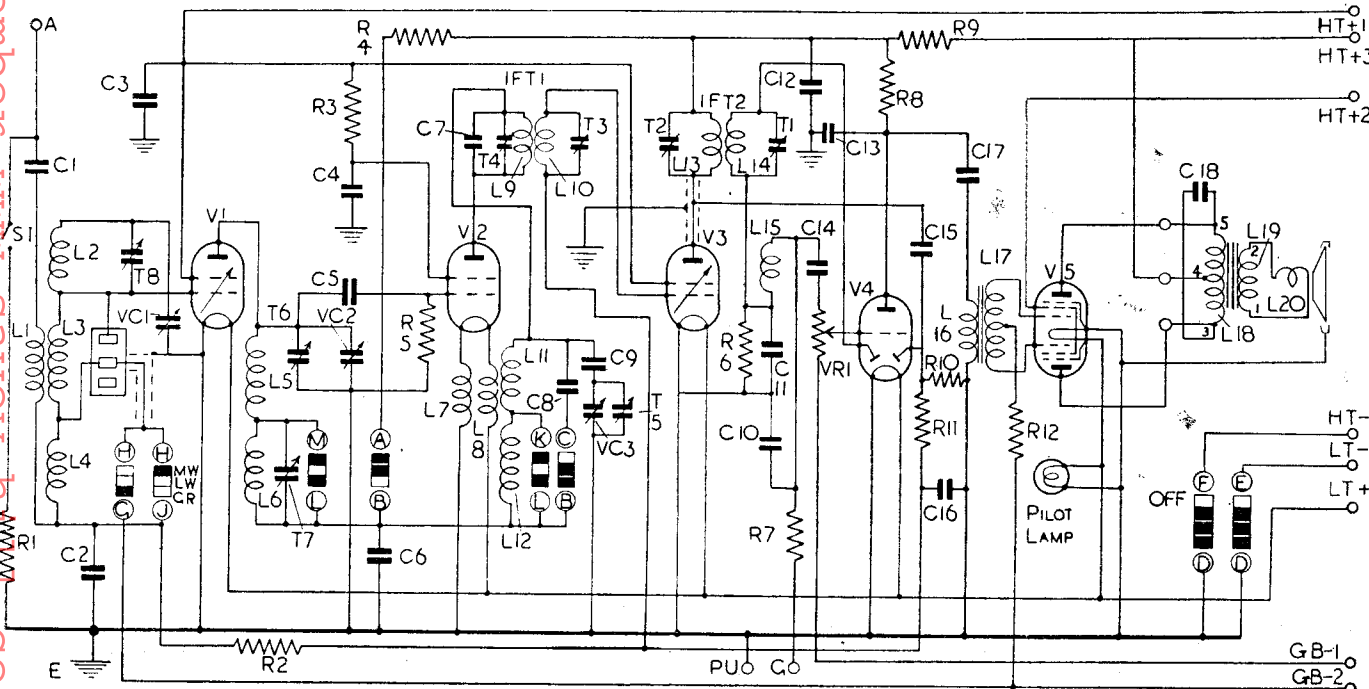 A
C1
S1
L1
R1
L2
T8
L3
VC1
L4
C2
E
C3
V1
H
G
H
J
MW
LW
GR
R2
R
4
R3
C4
C5
T6
VC2
L5
L6
T7
M
L
A
B
C6
R
5
V2
L7
L
8
IFT1
C7
T4
T3
L9
L10
L11
L12
C8
C9
VC3
T
5
K
L
C
B
T2
IFT2
T1
L13
L14
V3
C12
C13
R8
R9
L15
C14
R
6
C
11
C10
R7
VR1
V4
C15
C17
L
16
L17
R10
R11
C16
R12
V5
PILOT
LAMP
C18
5
4
3
2
1
L18
L19
L20
OFF
F
D
E
D
PU
G
HT+1
HT+3
HT+2
HT-
LT-
LT+
GB-1
GB-2